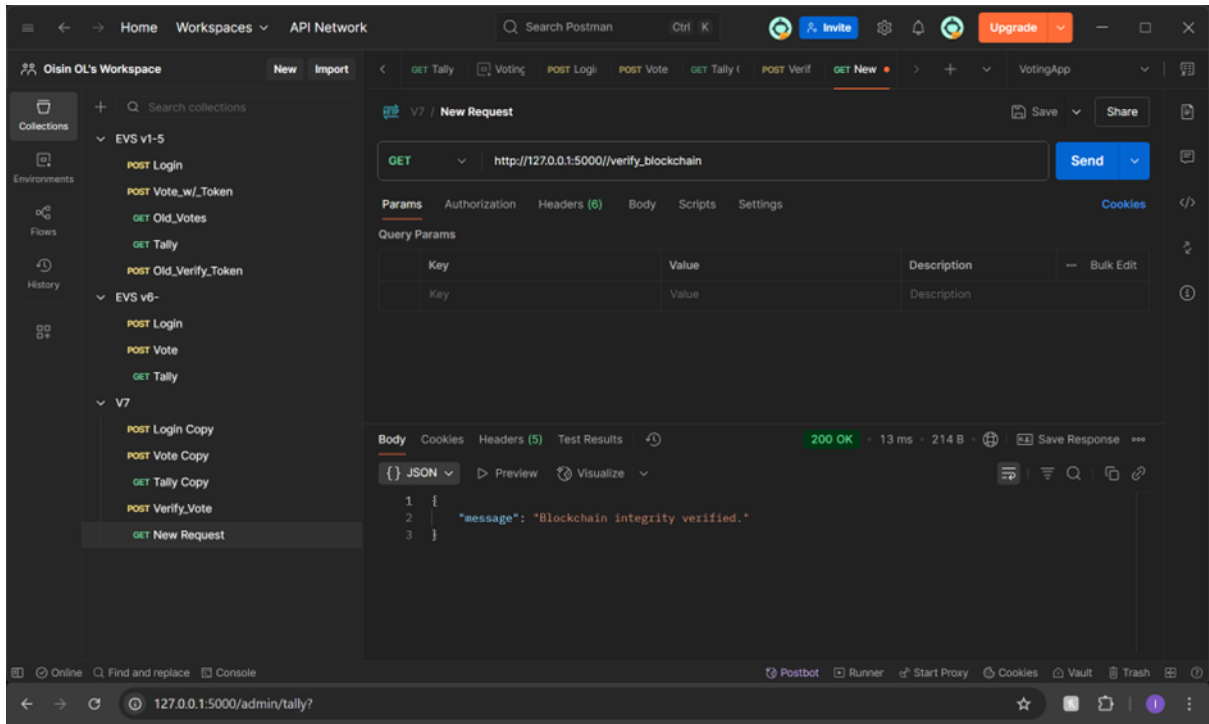 Home Workspaces API Network Search Postman Ctrl K Invite Upgrade
Oisin OL's Workspace New Import
GET Tally Voting POST Logi POST Vote GET Tally ( POST Verif GET New VotingApp
Collections
Environments
Flows
History
Search collections
EVS v1-5
POST Login
POST Vote_w/_Token
GET Old_Votes
GET Tally
POST Old_Verify_Token
EVS v6-
POST Login
POST Vote
GET Tally
V7
POST Login Copy
POST Vote Copy
GET Tally Copy
POST Verify_Vote
GET New Request
V7 / New Request Save Share
GET http://127.0.0.1:5000//verify_blockchain Send
Params Authorization Headers (6) Body Scripts Settings Cookies
Query Params
Key Value Description Bulk Edit
Key Value Description
Body Cookies Headers (5) Test Results 200 OK 13 ms 214 B Save Response
{} JSON Preview Visualize
1 {
2 "message": "Blockchain integrity verified."
3 }
Online Find and replace Console Postbot Runner Start Proxy Cookies Vault Trash
127.0.0.1:5000/admin/tally? I